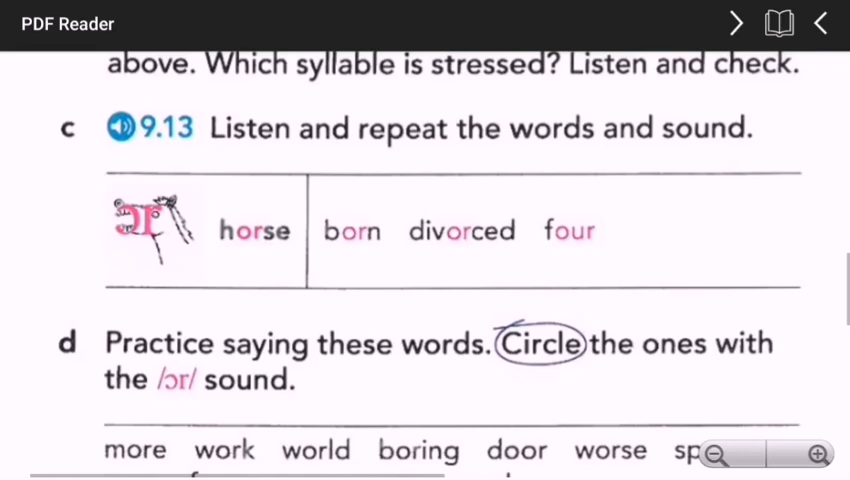 PDF Reader
above. Which syllable is stressed? Listen and check.
c 9.13 Listen and repeat the words and sound.
ɔr horse born divorced four
d Practice saying these words. Circle the ones with
the /ɔr/ sound.
more work world boring door worse